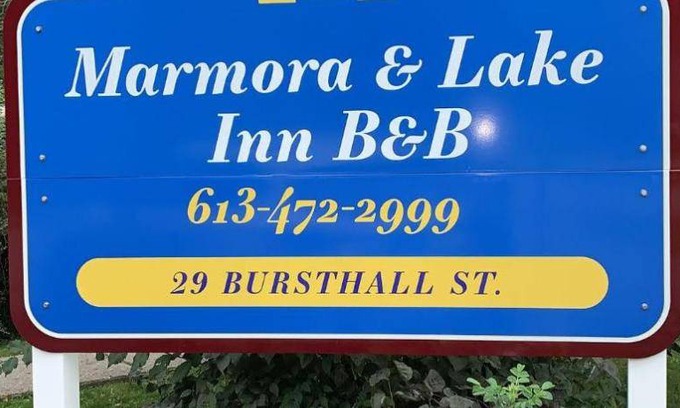 Marmora & Lake
Inn B&B
613-472-2999
29 BURSTHALL ST.